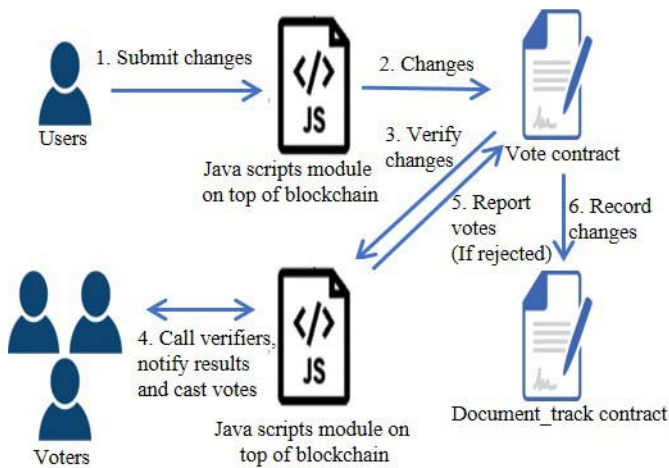 1. Submit changes
Users
JS
Java scripts module
on top of blockchain
2. Changes
Vote contract
3. Verify
changes
5. Report
votes
(If rejected)
6. Record
changes
4. Call verifiers,
notify results
and cast votes
Voters
JS
Java scripts module on
top of blockchain
Document_track contract